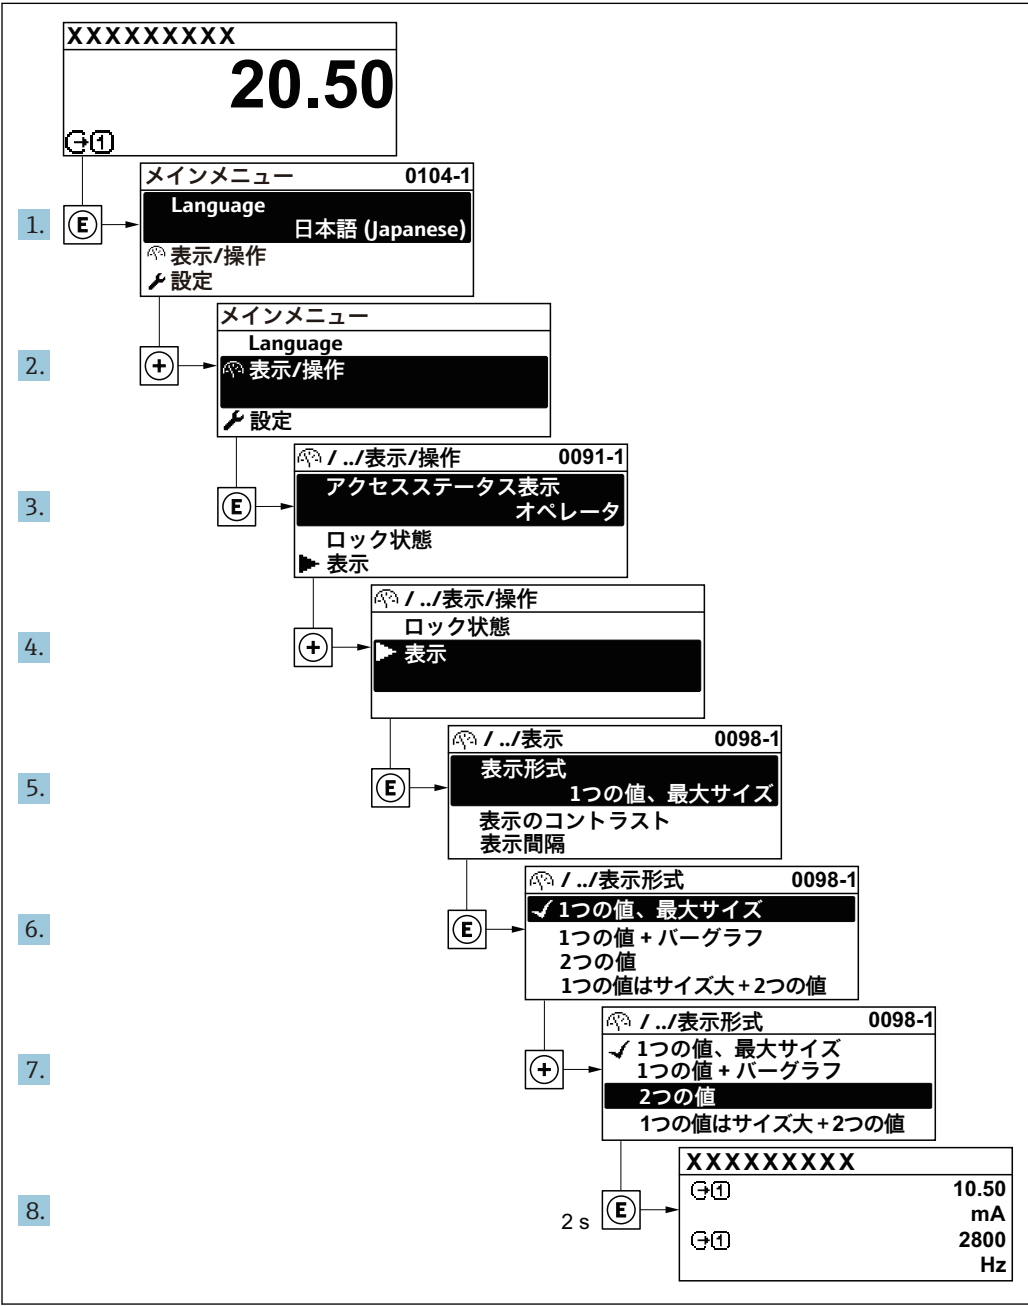 XXXXXXXXX
20.50
1
1.
E
メインメニュー 0104-1
Language
日本語 (Japanese)
表示/操作
設定
2.
+
メインメニュー
Language
表示/操作
設定
3.
E
/ ../表示/操作 0091-1
アクセスステータス表示
オペレータ
ロック状態
表示
4.
+
/ ../表示/操作
ロック状態
表示
5.
E
/ ../表示 0098-1
表示形式
1つの値、最大サイズ
表示のコントラスト
表示間隔
6.
E
/ ../表示形式 0098-1
1つの値、最大サイズ
1つの値 + バーグラフ
2つの値
1つの値はサイズ大+2つの値
7.
+
/ ../表示形式 0098-1
1つの値、最大サイズ
1つの値 + バーグラフ
2つの値
1つの値はサイズ大+2つの値
8.
2 s
E
XXXXXXXXX
1 10.50
mA
1 2800
Hz